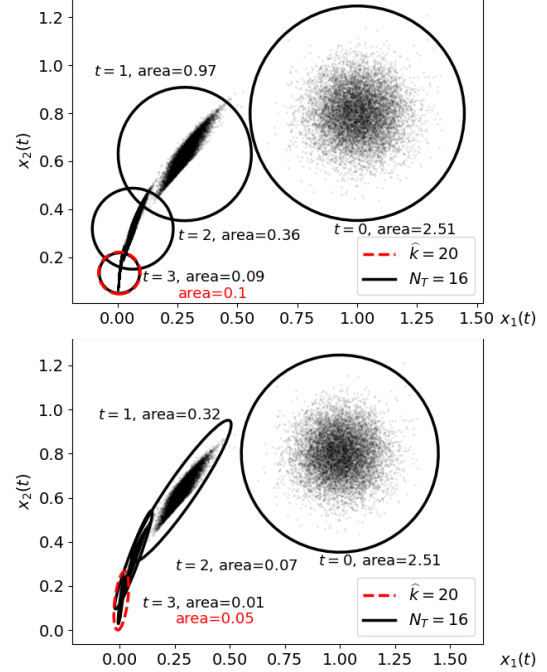 1.2
1.0
0.8
0.6
0.4
0.2
x₂(t)
t = 1, area=0.97
t = 2, area=0.36
t = 0, area=2.51
t = 3, area=0.09
area=0.1
k̂ = 20
N_T = 16
0.00 0.25 0.50 0.75 1.00 1.25 1.50 x₁(t)
1.2
1.0
0.8
0.6
0.4
0.2
0.0
x₂(t)
t = 1, area=0.32
t = 2, area=0.07
t = 0, area=2.51
t = 3, area=0.01
area=0.05
k̂ = 20
N_T = 16
0.00 0.25 0.50 0.75 1.00 1.25 1.50 x₁(t)